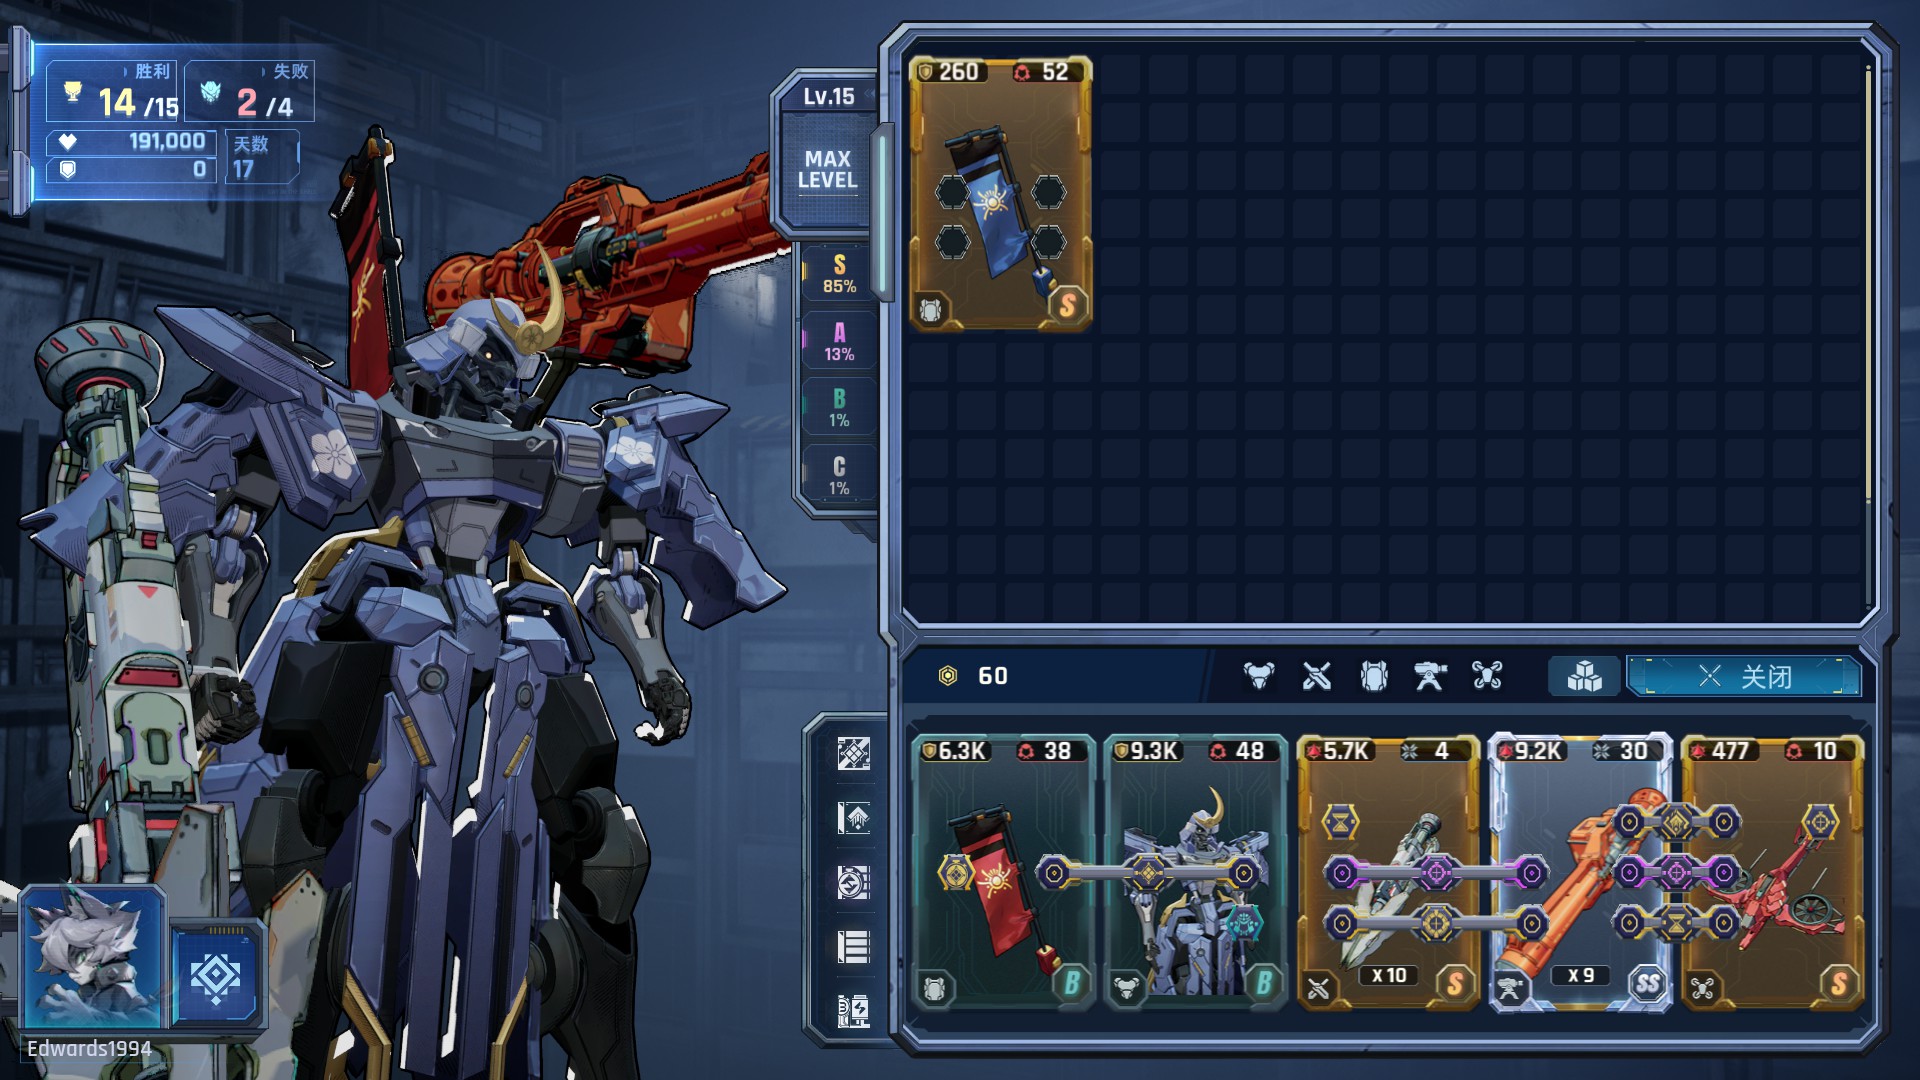 胜利
14 /15
失败
2 /4
191,000
0
天数
17
Lv.15
MAX
LEVEL
S
85%
A
13%
B
1%
C
1%
260
52
S
60
关闭
6.3K
38
B
9.3K
48
B
5.7K
4
x 10
S
9.2K
30
x 9
SS
477
10
S
Edwards1994